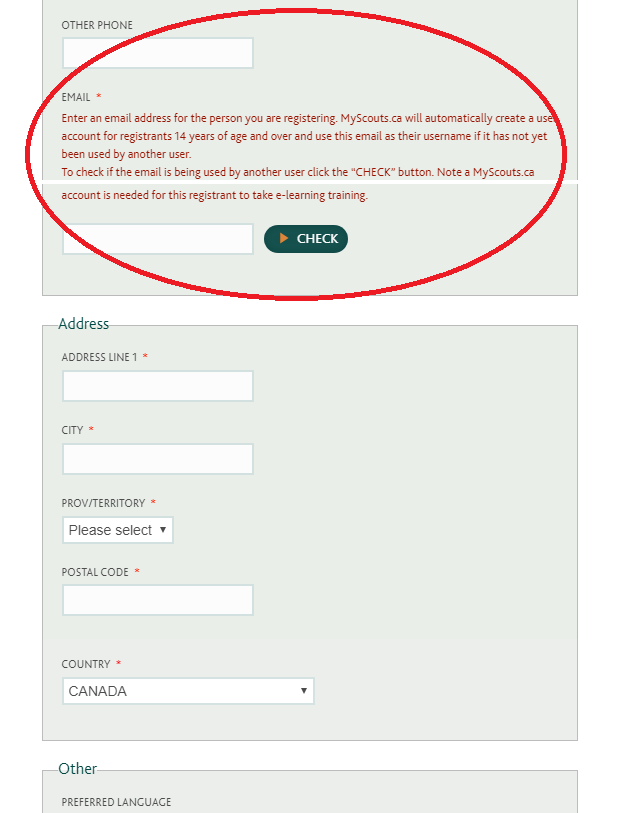 OTHER PHONE
EMAIL *
Enter an email address for the person you are registering. MyScouts.ca will automatically create a use
account for registrants 14 years of age and over and use this email as their username if it has not yet
been used by another user.
To check if the email is being used by another user click the “CHECK” button. Note a MyScouts.ca
account is needed for this registrant to take e-learning training.
CHECK
Address
ADDRESS LINE 1 *
CITY *
PROV/TERRITORY *
Please select
POSTAL CODE *
COUNTRY *
CANADA
Other
PREFERRED LANGUAGE